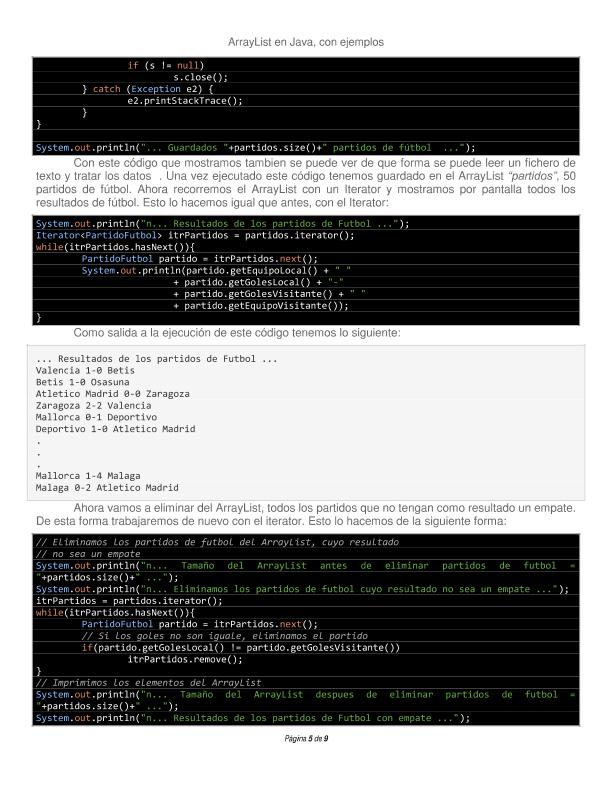 ArrayList en Java, con ejemplos
if (s != null)
s.close();
} catch (Exception e2) {
e2.printStackTrace();
}
}
System.out.println("... Guardados "+partidos.size()+" partidos de fútbol  ...");
Con este código que mostramos tambien se puede ver de que forma se puede leer un fichero de
texto y tratar los datos  . Una vez ejecutado este código tenemos guardado en el ArrayList “partidos”, 50
partidos de fútbol. Ahora recorremos el ArrayList con un Iterator y mostramos por pantalla todos los
resultados de fútbol. Esto lo hacemos igual que antes, con el Iterator:
System.out.println("n... Resultados de los partidos de Futbol ...");
Iterator<PartidoFutbol> itrPartidos = partidos.iterator();
while(itrPartidos.hasNext()){
PartidoFutbol partido = itrPartidos.next();
System.out.println(partido.getEquipoLocal() + " "
+ partido.getGolesLocal() + "-"
+ partido.getGolesVisitante() + " "
+ partido.getEquipoVisitante());
}
Como salida a la ejecución de este código tenemos lo siguiente:
... Resultados de los partidos de Futbol ...
Valencia 1-0 Betis
Betis 1-0 Osasuna
Atletico Madrid 0-0 Zaragoza
Zaragoza 2-2 Valencia
Mallorca 0-1 Deportivo
Deportivo 1-0 Atletico Madrid
.
.
.
Mallorca 1-4 Malaga
Malaga 0-2 Atletico Madrid
Ahora vamos a eliminar del ArrayList, todos los partidos que no tengan como resultado un empate.
De esta forma trabajaremos de nuevo con el iterator. Esto lo hacemos de la siguiente forma:
// Eliminamos los partidos de futbol del ArrayList, cuyo resultado
// no sea un empate
System.out.println("n... Tamaño del ArrayList antes de eliminar partidos de futbol =
"+partidos.size()+" ...");
System.out.println("n... Eliminamos los partidos de futbol cuyo resultado no sea un empate ...");
itrPartidos = partidos.iterator();
while(itrPartidos.hasNext()){
PartidoFutbol partido = itrPartidos.next();
// Si los goles no son iguale, eliminamos el partido
if(partido.getGolesLocal() != partido.getGolesVisitante())
itrPartidos.remove();
}
// Imprimimos los elementos del ArrayList
System.out.println("n... Tamaño del ArrayList despues de eliminar partidos de futbol =
"+partidos.size()+" ...");
System.out.println("n... Resultados de los partidos de Futbol con empate ...");
Página 5 de 9